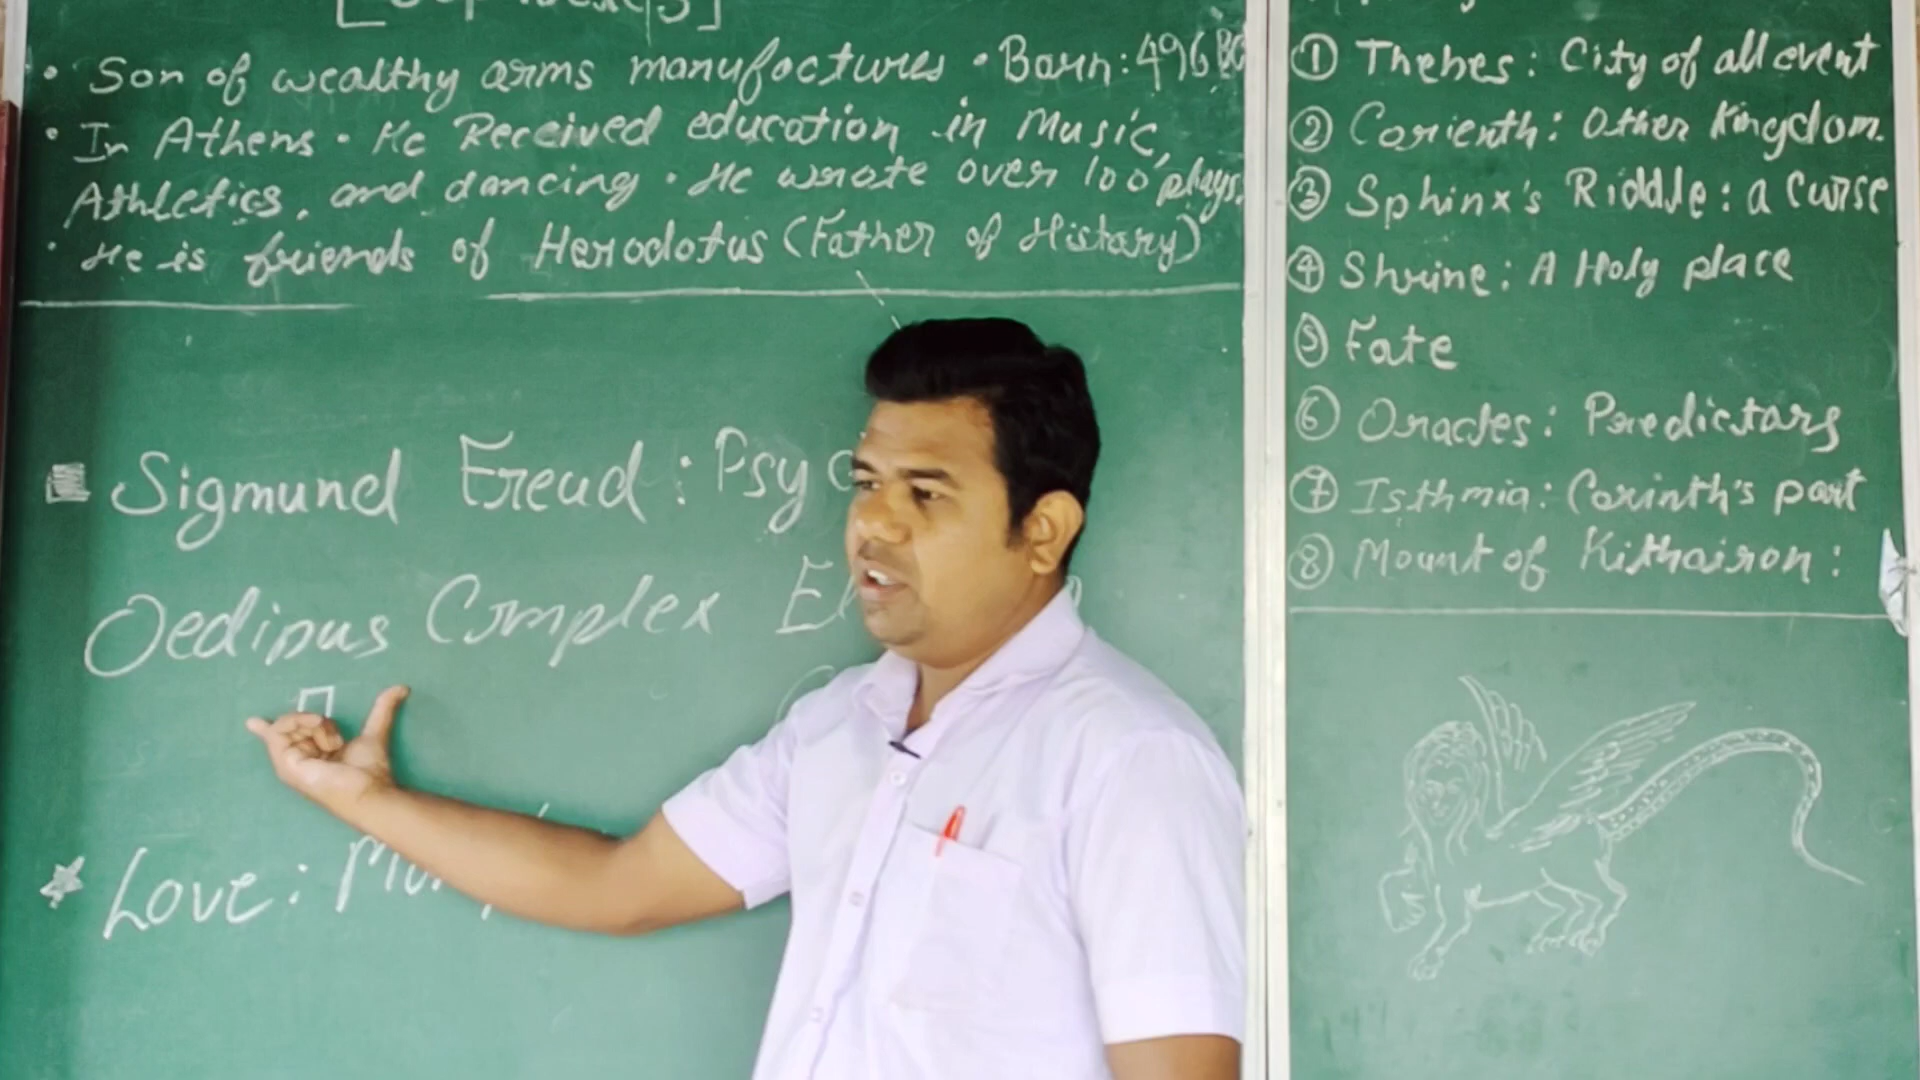 [Sophocles]
• Son of wealthy arms manufactures • Born: 496 BC
• In Athens • He Received education in Music,
Athletics, and dancing • He wrote over 100 plays.
• He is friends of Herodotus (Father of History)
Sigmund Freud: Psy
Oedipus Complex El
Love:
① Thebes: City of all event
② Corienth: Other Kingdom.
③ Sphinx's Riddle: a curse
④ Shrine: A Holy place
⑤ Fate
⑥ Oracles: Predictors
⑦ Isthmia: Corinth's part
⑧ Mount of Kithairon: